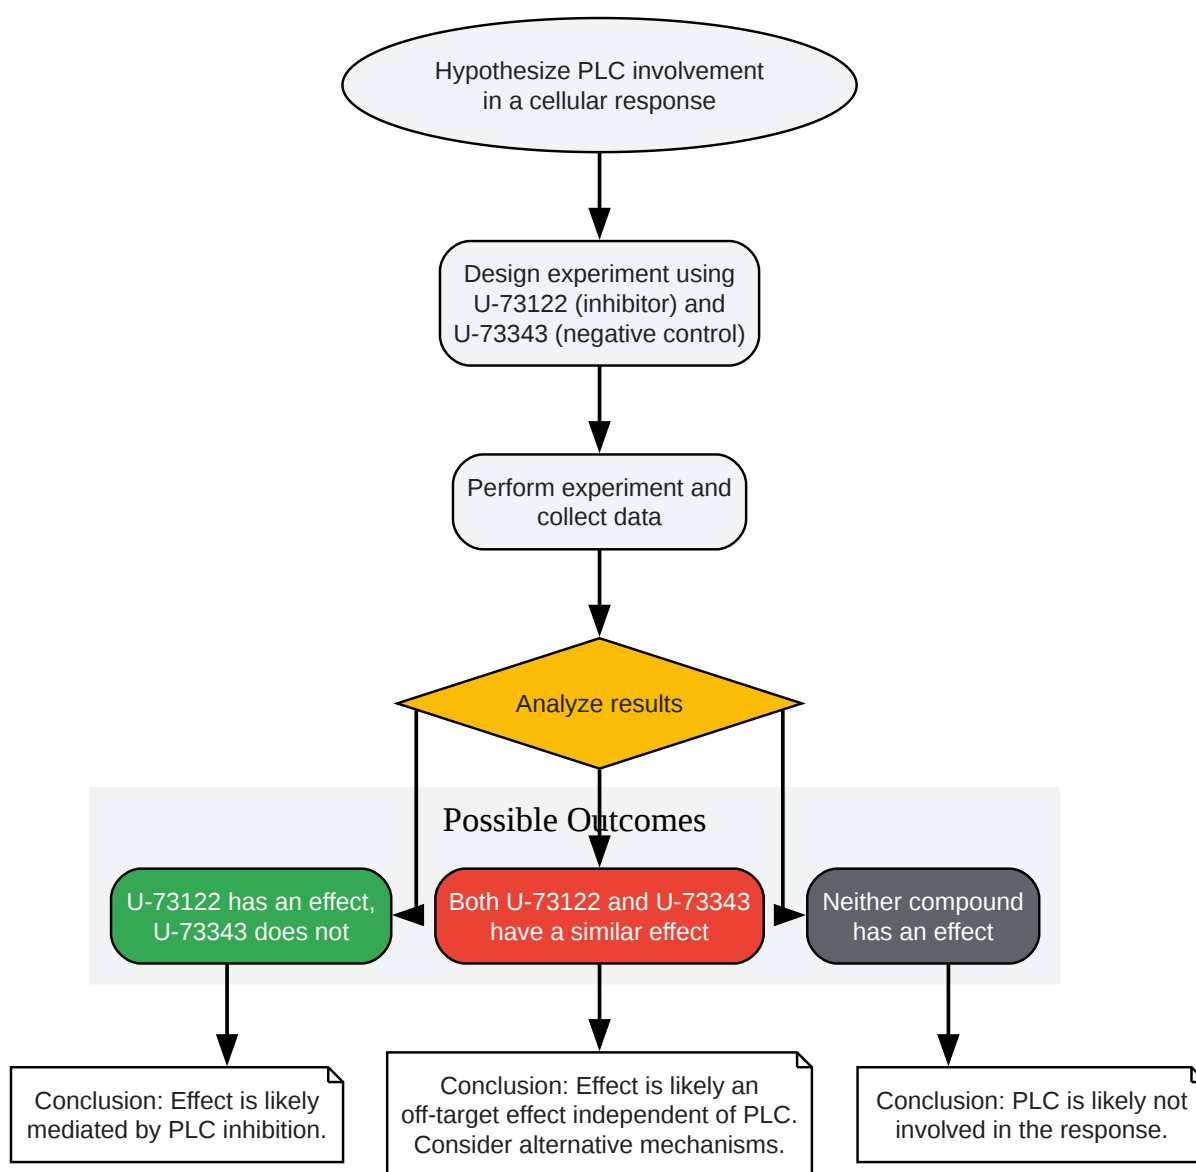 Hypothesize PLC involvement
in a cellular response
Design experiment using
U-73122 (inhibitor) and
U-73343 (negative control)
Perform experiment and
collect data
Analyze results
Possible Outcomes
U-73122 has an effect,
U-73343 does not
Both U-73122 and U-73343
have a similar effect
Neither compound
has an effect
Conclusion: Effect is likely
mediated by PLC inhibition.
Conclusion: Effect is likely an
off-target effect independent of PLC.
Consider alternative mechanisms.
Conclusion: PLC is likely not
involved in the response.